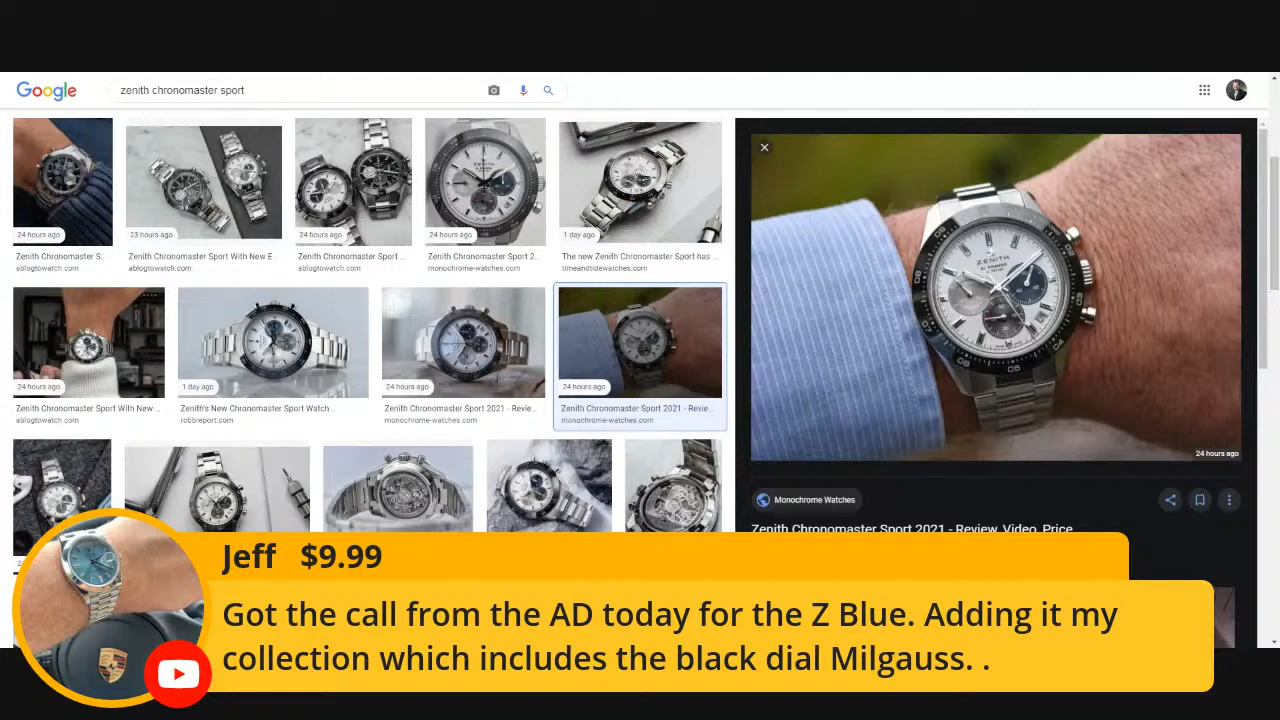 Google
zenith chronomaster sport
24 hours ago
23 hours ago
24 hours ago
24 hours ago
1 day ago
Zenith Chronomaster S...
Zenith Chronomaster Sport With New E...
Zenith Chronomaster Sport ...
Zenith Chronomaster Sport 2...
The new Zenith Chronomaster Sport has ...
ablogtowatch.com
ablogtowatch.com
ablogtowatch.com
monochrome-watches.com
timeandtidewatches.com
24 hours ago
1 day ago
24 hours ago
24 hours ago
Zenith Chronomaster Sport With New ...
Zenith's New Chronomaster Sport Watch ...
Zenith Chronomaster Sport 2021 - Revie...
Zenith Chronomaster Sport 2021 - Revie...
ablogtowatch.com
robbreport.com
monochrome-watches.com
monochrome-watches.com
ZENITH
24 hours ago
Monochrome Watches
Zenith Chronomaster Sport 2021 - Review, Video, Price
Jeff $9.99
Got the call from the AD today for the Z Blue. Adding it my
collection which includes the black dial Milgauss. .